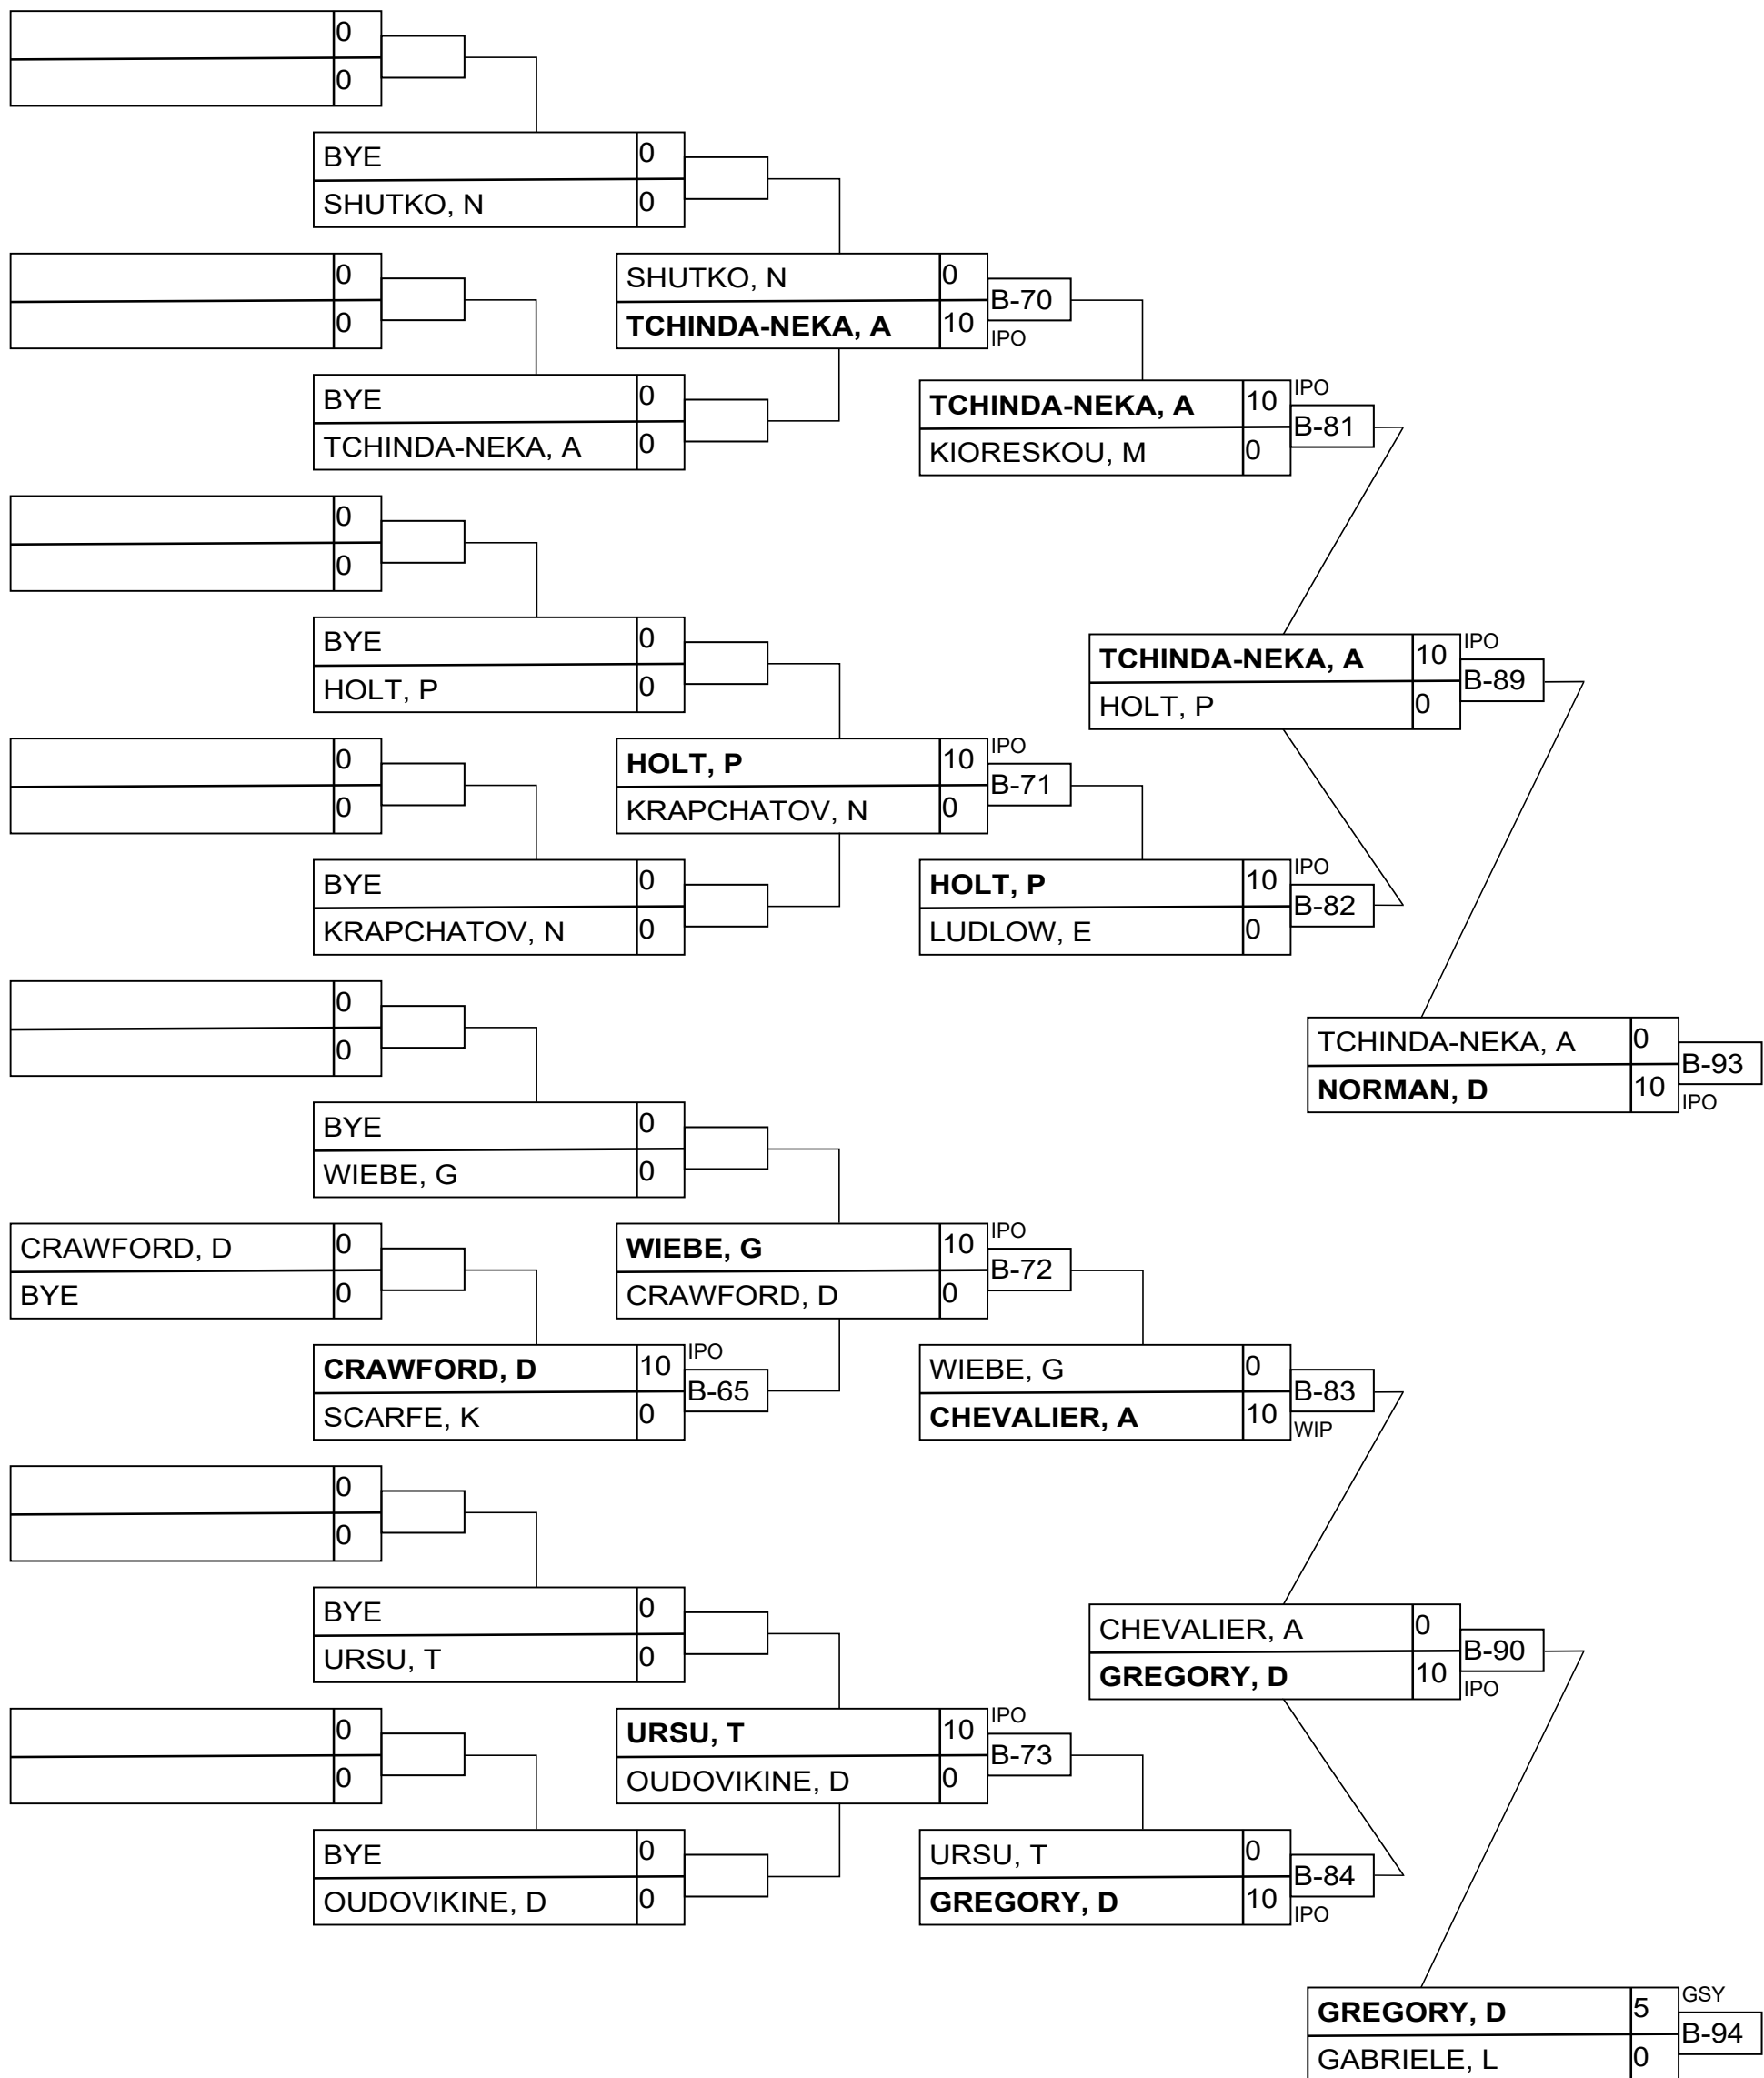 0
0
BYE 0
SHUTKO, N 0
0
0
SHUTKO, N 0
B-70
TCHINDA-NEKA, A 10
IPO
BYE 0
TCHINDA-NEKA, A 0
TCHINDA-NEKA, A 10 IPO
B-81
KIORESKOU, M 0
0
0
BYE 0
HOLT, P 0
TCHINDA-NEKA, A 10 IPO
B-89
HOLT, P 0
0
0
HOLT, P 10 IPO
B-71
KRAPCHATOV, N 0
BYE 0
KRAPCHATOV, N 0
HOLT, P 10 IPO
B-82
LUDLOW, E 0
0
0
TCHINDA-NEKA, A 0
B-93
NORMAN, D 10
IPO
BYE 0
WIEBE, G 0
CRAWFORD, D 0
BYE 0
WIEBE, G 10 IPO
B-72
CRAWFORD, D 0
CRAWFORD, D 10 IPO
B-65
SCARFE, K 0
WIEBE, G 0
B-83
CHEVALIER, A 10
WIP
0
0
BYE 0
URSU, T 0
CHEVALIER, A 0
B-90
GREGORY, D 10
IPO
0
0
URSU, T 10 IPO
B-73
OUDOVIKINE, D 0
BYE 0
OUDOVIKINE, D 0
URSU, T 0
B-84
GREGORY, D 10
IPO
GREGORY, D 5 GSY
B-94
GABRIELE, L 0